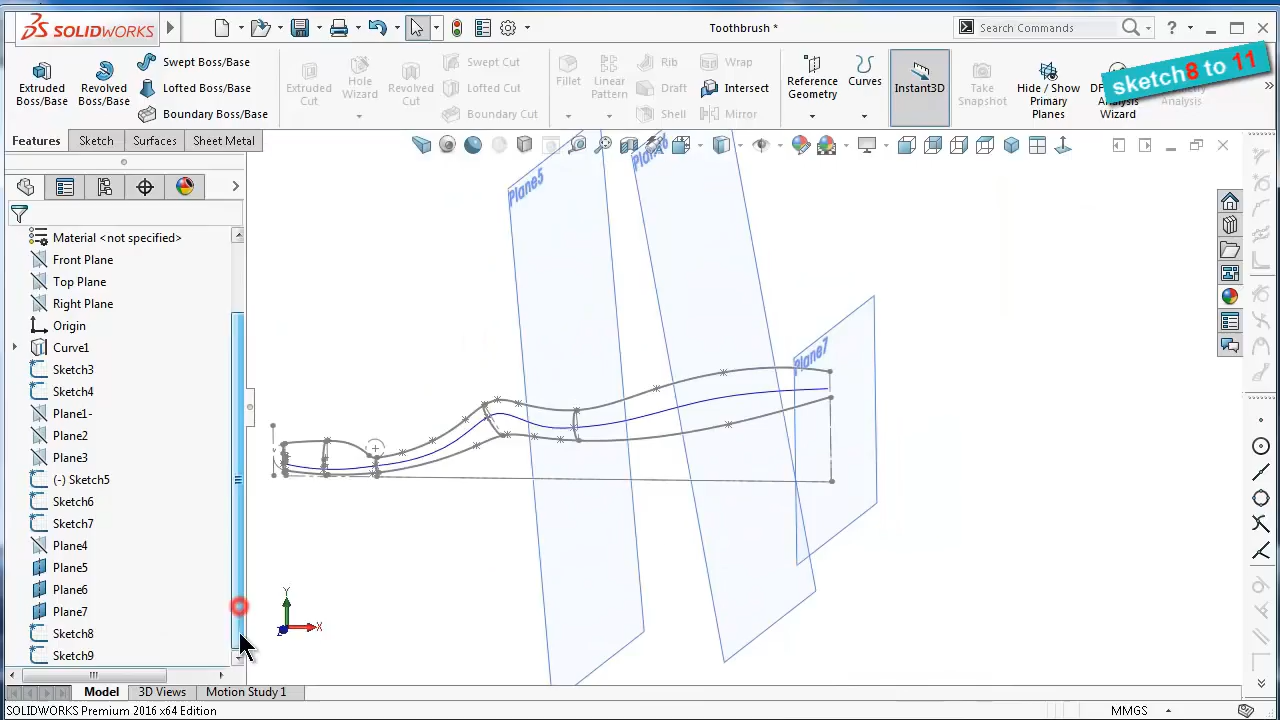 SOLIDWORKS
Toothbrush *
Search Commands
sketch8 to 11
Extruded Boss/Base
Revolved Boss/Base
Swept Boss/Base
Lofted Boss/Base
Boundary Boss/Base
Extruded Cut
Hole Wizard
Revolved Cut
Swept Cut
Lofted Cut
Boundary Cut
Fillet
Linear Pattern
Rib
Draft
Shell
Wrap
Intersect
Mirror
Reference Geometry
Curves
Instant3D
Take Snapshot
Hide / Show Primary Planes
Analysis Wizard
Features
Sketch
Surfaces
Sheet Metal
Material <not specified>
Front Plane
Top Plane
Right Plane
Origin
Curve1
Sketch3
Sketch4
Plane1-
Plane2
Plane3
(-) Sketch5
Sketch6
Sketch7
Plane4
Plane5
Plane6
Plane7
Sketch8
Sketch9
Plane5
Plane7
Y
X
Model
3D Views
Motion Study 1
SOLIDWORKS Premium 2016 x64 Edition
MMGS